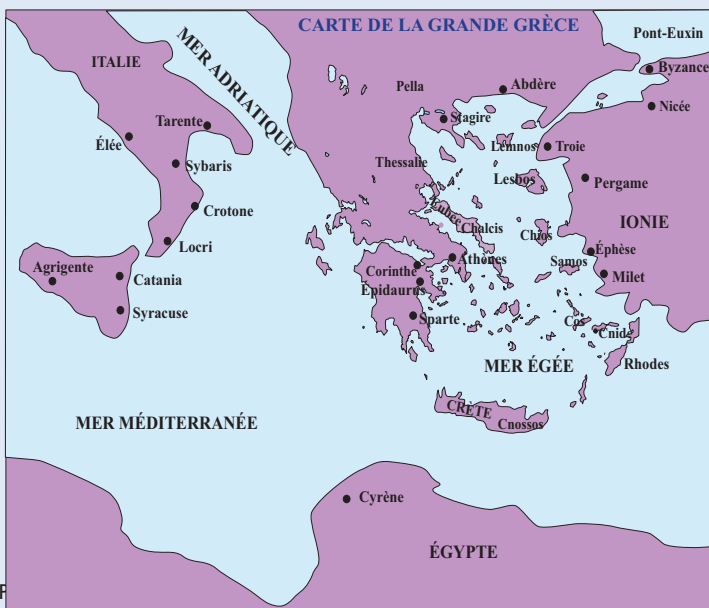 CARTE DE LA GRANDE GRÈCE
Pont-Euxin
ITALIE
MER ADRIATIQUE
Byzance
Pella
Abdère
Nicée
Stagire
Tarente
Élée
Lemnos
Troie
Sybaris
Thessalie
Lesbos
Pergame
Crotone
Eubée
Chalcis
Chios
IONIE
Locri
Éphèse
Athènes
Samos
Agrigente
Corinthe
Milet
Catania
Épidaurus
Syracuse
Sparte
Cos
Cnide
MER ÉGÉE
Rhodes
CRÈTE
MER MÉDITERRANÉE
Cnossos
Cyrène
ÉGYPTE
P